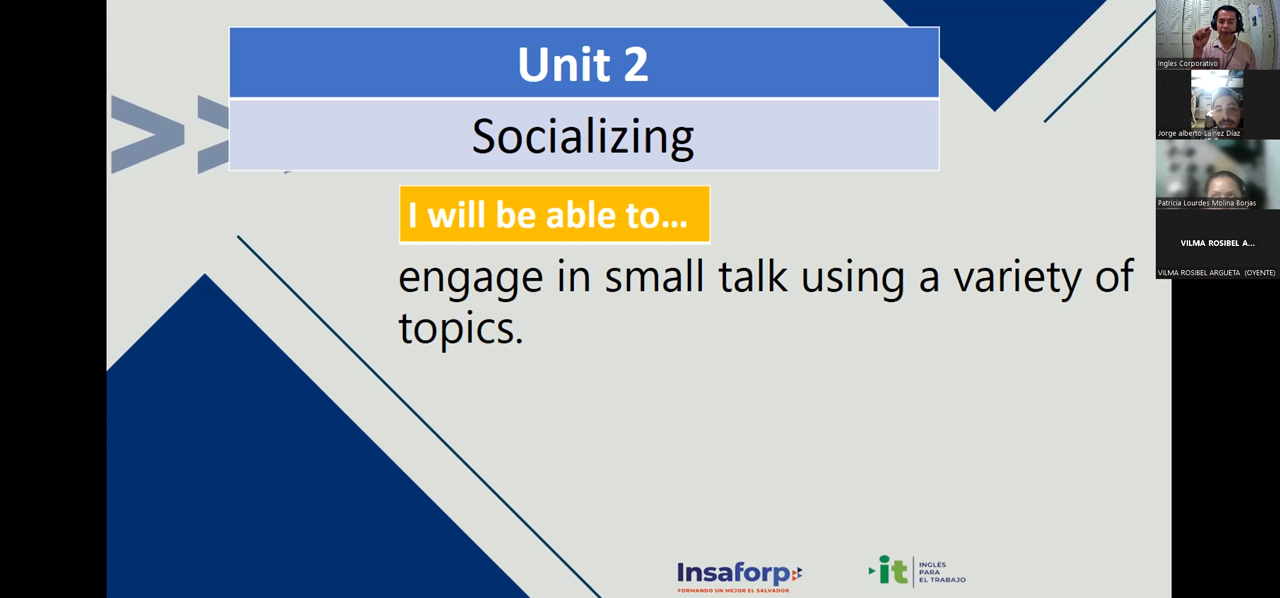 Unit 2
Socializing
I will be able to...
engage in small talk using a variety of
topics.
Insaforp
FORMANDO UN MEJOR EL SALVADOR
it
INGLÉS
PARA
EL TRABAJO
Ingles Corporativo
Jorge alberto Lainez Díaz
Patricia Lourdes Molina Borjas
VILMA ROSIBEL A...
VILMA ROSIBEL ARGUETA (OYENTE)